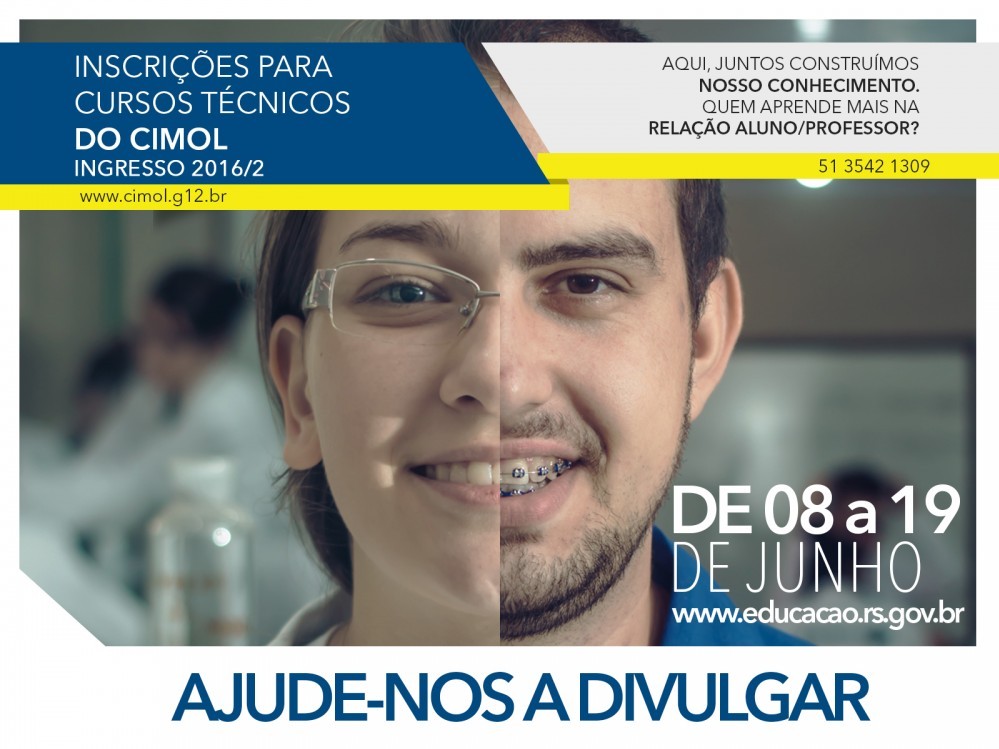 INSCRIÇÕES PARA
CURSOS TÉCNICOS
DO CIMOL
INGRESSO 2016/2
www.cimol.g12.br
AQUI, JUNTOS CONSTRUÍMOS
NOSSO CONHECIMENTO.
QUEM APRENDE MAIS NA
RELAÇÃO ALUNO/PROFESSOR?
51 3542 1309
DE 08 a 19
DE JUNHO
www.educacao.rs.gov.br
AJUDE-NOS A DIVULGAR